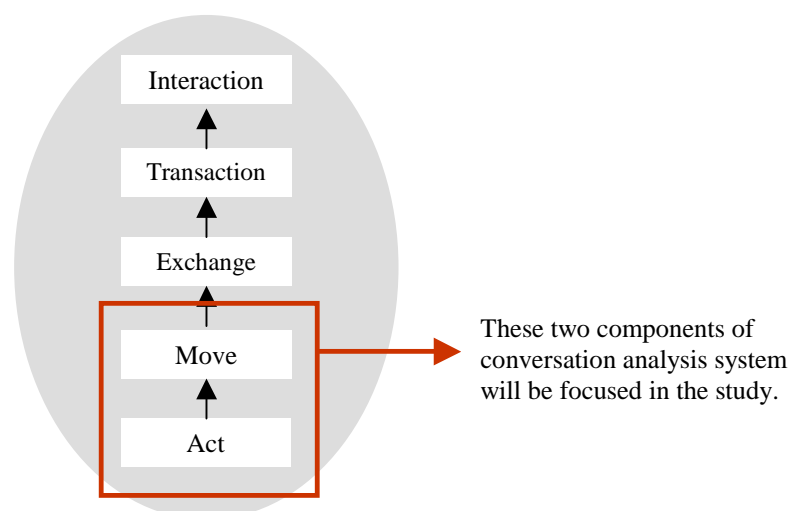 Interaction
Transaction
Exchange
Move
Act
These two components of
conversation analysis system
will be focused in the study.